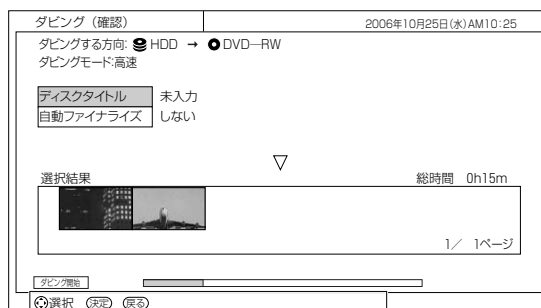 ダビング（確認） 2006年10月25日(水)AM10:25
ダビングする方向: HDD → DVD—RW
ダビングモード:高速
ディスクタイトル 未入力
自動ファイナライズ しない
選択結果 総時間 0h15m
1／ 1ページ
ダビング開始
選択 決定 戻る